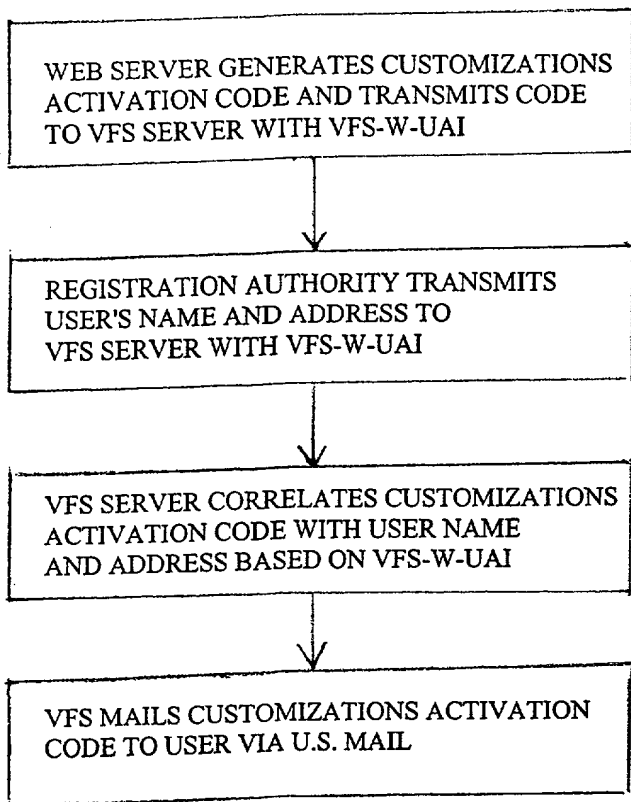 WEB SERVER GENERATES CUSTOMIZATIONS
ACTIVATION CODE AND TRANSMITS CODE
TO VFS SERVER WITH VFS-W-UAI
REGISTRATION AUTHORITY TRANSMITS
USER'S NAME AND ADDRESS TO
VFS SERVER WITH VFS-W-UAI
VFS SERVER CORRELATES CUSTOMIZATIONS
ACTIVATION CODE WITH USER NAME
AND ADDRESS BASED ON VFS-W-UAI
VFS MAILS CUSTOMIZATIONS ACTIVATION
CODE TO USER VIA U.S. MAIL